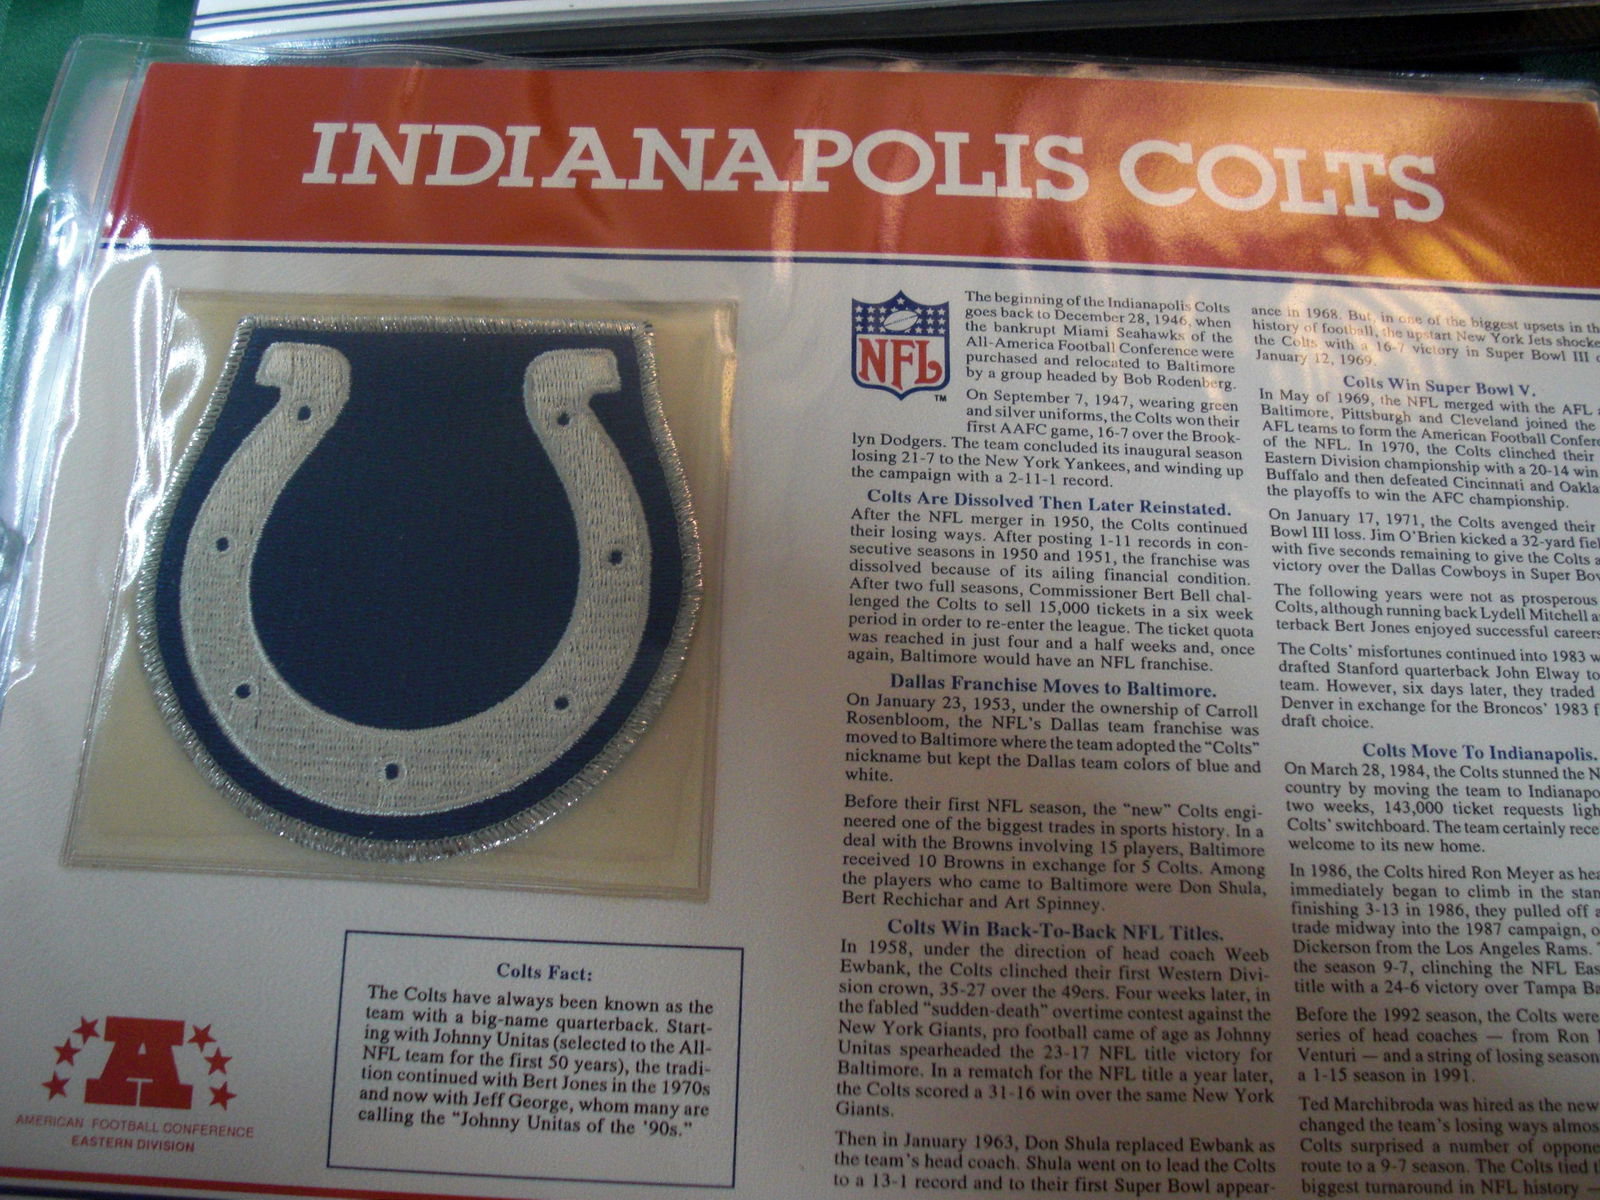 INDIANAPOLIS COLTS
NFL
TM
The beginning of the Indianapolis Colts
goes back to December 28, 1946, when
the bankrupt Miami Seahawks of the
All-America Football Conference were
purchased and relocated to Baltimore
by a group headed by Bob Rodenberg.
On September 7, 1947, wearing green
and silver uniforms, the Colts won their
first AAFC game, 16-7 over the Brook-
lyn Dodgers. The team concluded its inaugural season
losing 21-7 to the New York Yankees, and winding up
the campaign with a 2-11-1 record.
Colts Are Dissolved Then Later Reinstated.
After the NFL merger in 1950, the Colts continued
their losing ways. After posting 1-11 records in con-
secutive seasons in 1950 and 1951, the franchise was
dissolved because of its ailing financial condition.
After two full seasons, Commissioner Bert Bell chal-
lenged the Colts to sell 15,000 tickets in a six week
period in order to re-enter the league. The ticket quota
was reached in just four and a half weeks and, once
again, Baltimore would have an NFL franchise.
Dallas Franchise Moves to Baltimore.
On January 23, 1953, under the ownership of Carroll
Rosenbloom, the NFL's Dallas team franchise was
moved to Baltimore where the team adopted the "Colts"
nickname but kept the Dallas team colors of blue and
white.
Before their first NFL season, the "new" Colts engi-
neered one of the biggest trades in sports history. In a
deal with the Browns involving 15 players, Baltimore
received 10 Browns in exchange for 5 Colts. Among
the players who came to Baltimore were Don Shula,
Bert Rechichar and Art Spinney.
Colts Win Back-To-Back NFL Titles.
In 1958, under the direction of head coach Weeb
Ewbank, the Colts clinched their first Western Divi-
sion crown, 35-27 over the 49ers. Four weeks later, in
the fabled "sudden-death" overtime contest against the
New York Giants, pro football came of age as Johnny
Unitas spearheaded the 23-17 NFL title victory for
Baltimore. In a rematch for the NFL title a year later,
the Colts scored a 31-16 win over the same New York
Giants.
Then in January 1963, Don Shula replaced Ewbank as
the team's head coach. Shula went on to lead the Colts
to a 13-1 record and to their first Super Bowl appear-
ance in 1968. But, in one of the biggest upsets in th
history of football, the upstart New York Jets shocke
the Colts with a 16-7 victory in Super Bowl III
January 12, 1969.
Colts Win Super Bowl V.
In May of 1969, the NFL merged with the AFL
Baltimore, Pittsburgh and Cleveland joined the
AFL teams to form the American Football Confere
of the NFL. In 1970, the Colts clinched their
Eastern Division championship with a 20-14 win
Buffalo and then defeated Cincinnati and Oakla
the playoffs to win the AFC championship.
On January 17, 1971, the Colts avenged their
Bowl III loss. Jim O'Brien kicked a 32-yard fiel
with five seconds remaining to give the Colts a
victory over the Dallas Cowboys in Super Bow
The following years were not as prosperous
Colts, although running back Lydell Mitchell a
terback Bert Jones enjoyed successful careers
The Colts' misfortunes continued into 1983 w
drafted Stanford quarterback John Elway to
team. However, six days later, they traded
Denver in exchange for the Broncos' 1983 f
draft choice.
Colts Move To Indianapolis.
On March 28, 1984, the Colts stunned the N
country by moving the team to Indianapo
two weeks, 143,000 ticket requests ligh
Colts' switchboard. The team certainly rece
welcome to its new home.
In 1986, the Colts hired Ron Meyer as hea
immediately began to climb in the stan
finishing 3-13 in 1986, they pulled off a
trade midway into the 1987 campaign, o
Dickerson from the Los Angeles Rams.
the season 9-7, clinching the NFL Eas
title with a 24-6 victory over Tampa Ba
Before the 1992 season, the Colts were
series of head coaches — from Ron
Venturi — and a string of losing season
a 1-15 season in 1991.
Ted Marchibroda was hired as the new
changed the team's losing ways almos
Colts surprised a number of oppone
route to a 9-7 season. The Colts tied t
biggest turnaround in NFL history —
Colts Fact:
The Colts have always been known as the
team with a big-name quarterback. Start-
ing with Johnny Unitas (selected to the All-
NFL team for the first 50 years), the tradi-
tion continued with Bert Jones in the 1970s
and now with Jeff George, whom many are
calling the "Johnny Unitas of the '90s."
A
AMERICAN FOOTBALL CONFERENCE
EASTERN DIVISION